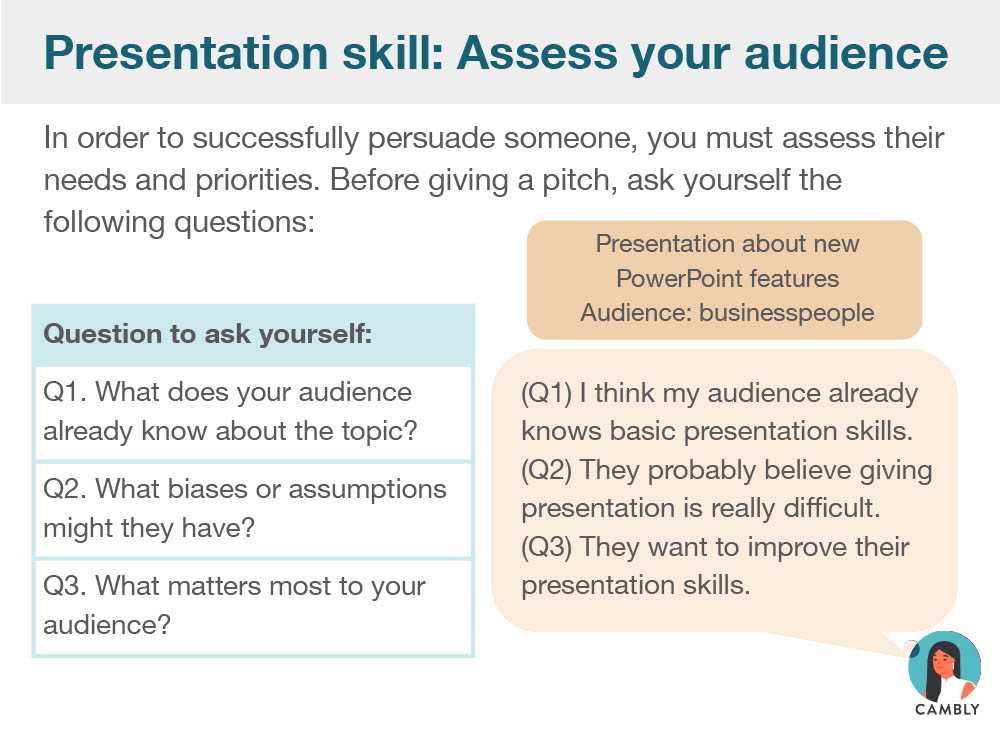 Presentation skill: Assess your audience
In order to successfully persuade someone, you must assess their
needs and priorities. Before giving a pitch, ask yourself the
following questions:
Presentation about new
PowerPoint features
Audience: businesspeople
Question to ask yourself:
Q1. What does your audience
already know about the topic?
Q2. What biases or assumptions
might they have?
Q3. What matters most to your
audience?
(Q1) I think my audience already
knows basic presentation skills.
(Q2) They probably believe giving
presentation is really difficult.
(Q3) They want to improve their
presentation skills.
CAMBLY